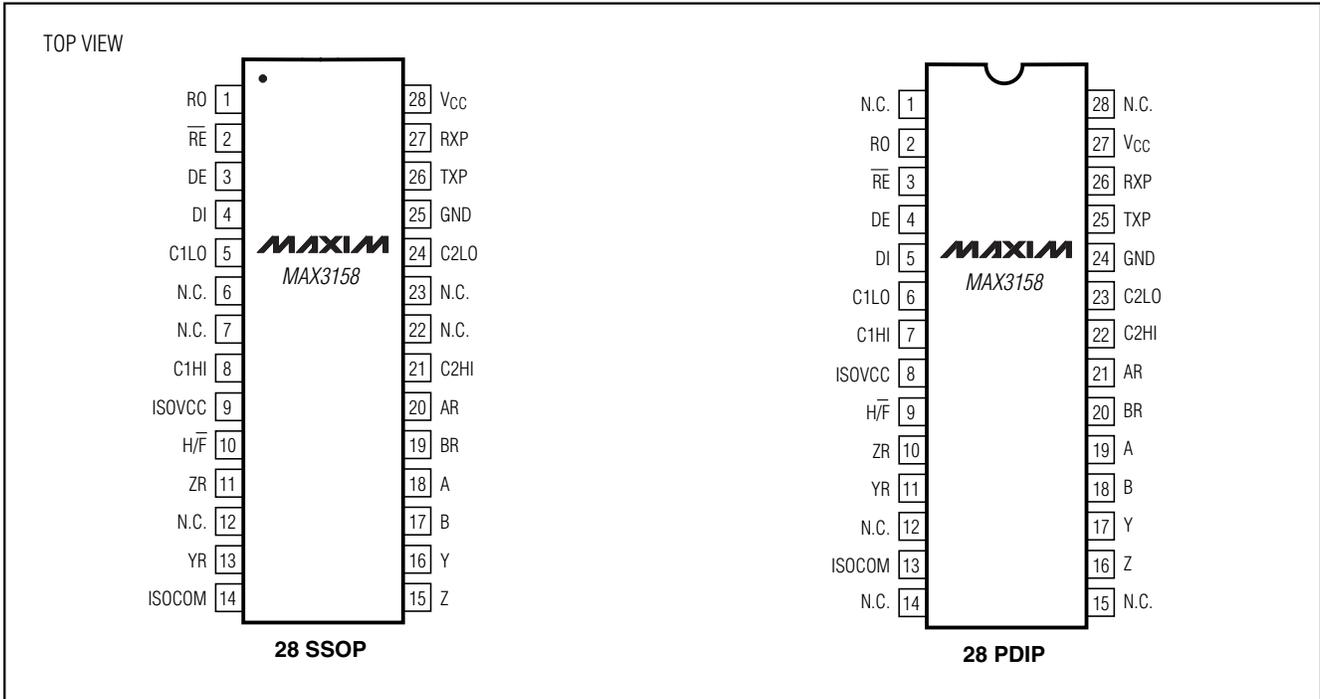 TOP VIEW
RO 1
R̅E̅ 2
DE 3
DI 4
C1LO 5
N.C. 6
N.C. 7
C1HI 8
ISOVCC 9
H/F̅ 10
ZR 11
N.C. 12
YR 13
ISOCOM 14
MAXIM
MAX3158
28 VCC
27 RXP
26 TXP
25 GND
24 C2LO
23 N.C.
22 N.C.
21 C2HI
20 AR
19 BR
18 A
17 B
16 Y
15 Z
28 SSOP
N.C. 1
RO 2
R̅E̅ 3
DE 4
DI 5
C1LO 6
C1HI 7
ISOVCC 8
H/F̅ 9
ZR 10
YR 11
N.C. 12
ISOCOM 13
N.C. 14
MAXIM
MAX3158
28 N.C.
27 VCC
26 RXP
25 TXP
24 GND
23 C2LO
22 C2HI
21 AR
20 BR
19 A
18 B
17 Y
16 Z
15 N.C.
28 PDIP